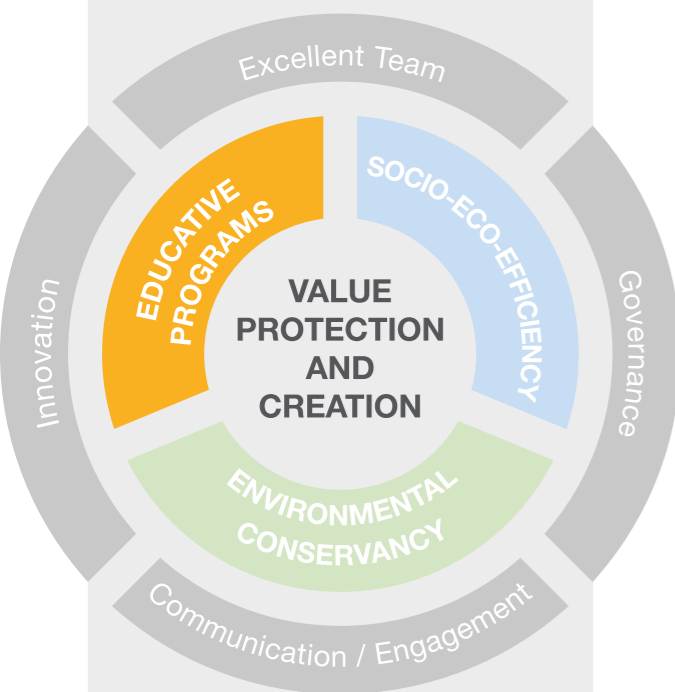 Excellent Team
EDUCATIVE
PROGRAMS
SOCIO-ECO-EFFICIENCY
Innovation
VALUE
PROTECTION
AND
CREATION
Governance
ENVIRONMENTAL
CONSERVANCY
Communication / Engagement